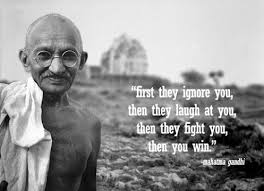 “first they ignore you,
then they laugh at you,
then they fight you,
then you win.”
-mahatma gandhi